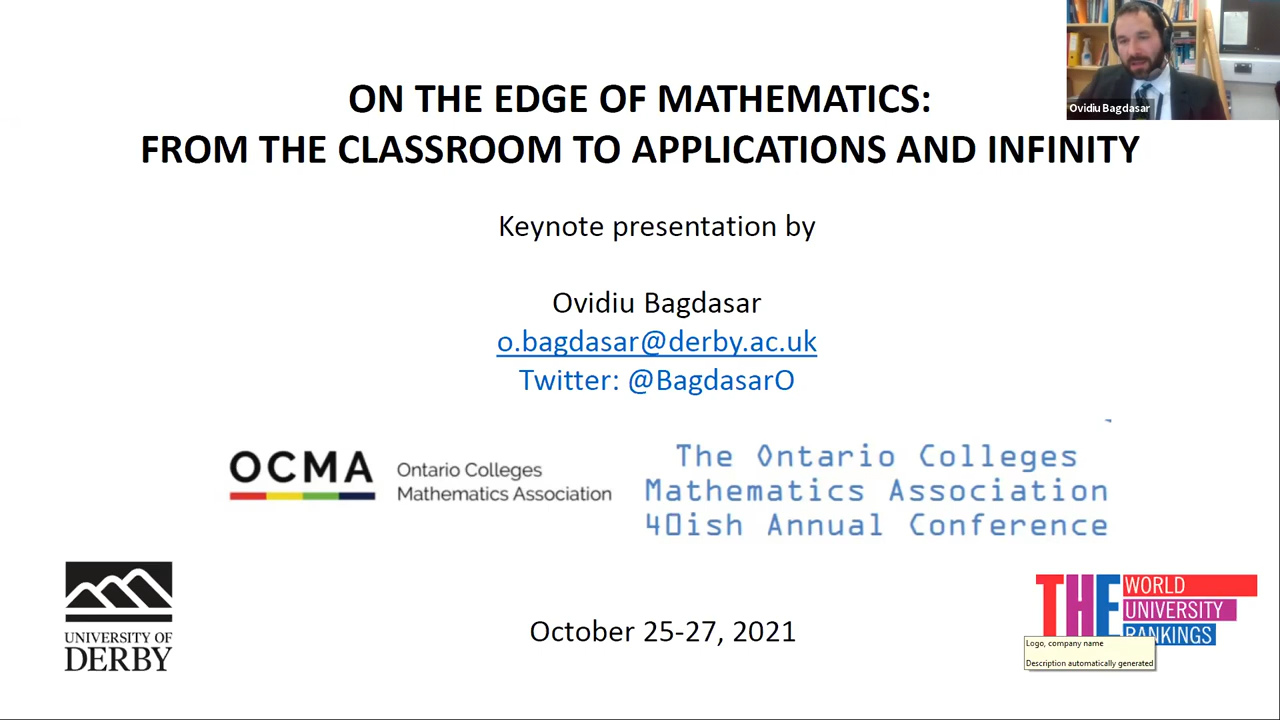 ON THE EDGE OF MATHEMATICS:
FROM THE CLASSROOM TO APPLICATIONS AND INFINITY
Ovidiu Bagdasar
Keynote presentation by
Ovidiu Bagdasar
o.bagdasar@derby.ac.uk
Twitter: @BagdasarO
OCMA
Ontario Colleges
Mathematics Association
The Ontario Colleges
Mathematics Association
40ish Annual Conference
UNIVERSITY OF
DERBY
October 25-27, 2021
THE
WORLD
UNIVERSITY
RANKINGS
Logo, company name
Description automatically generated